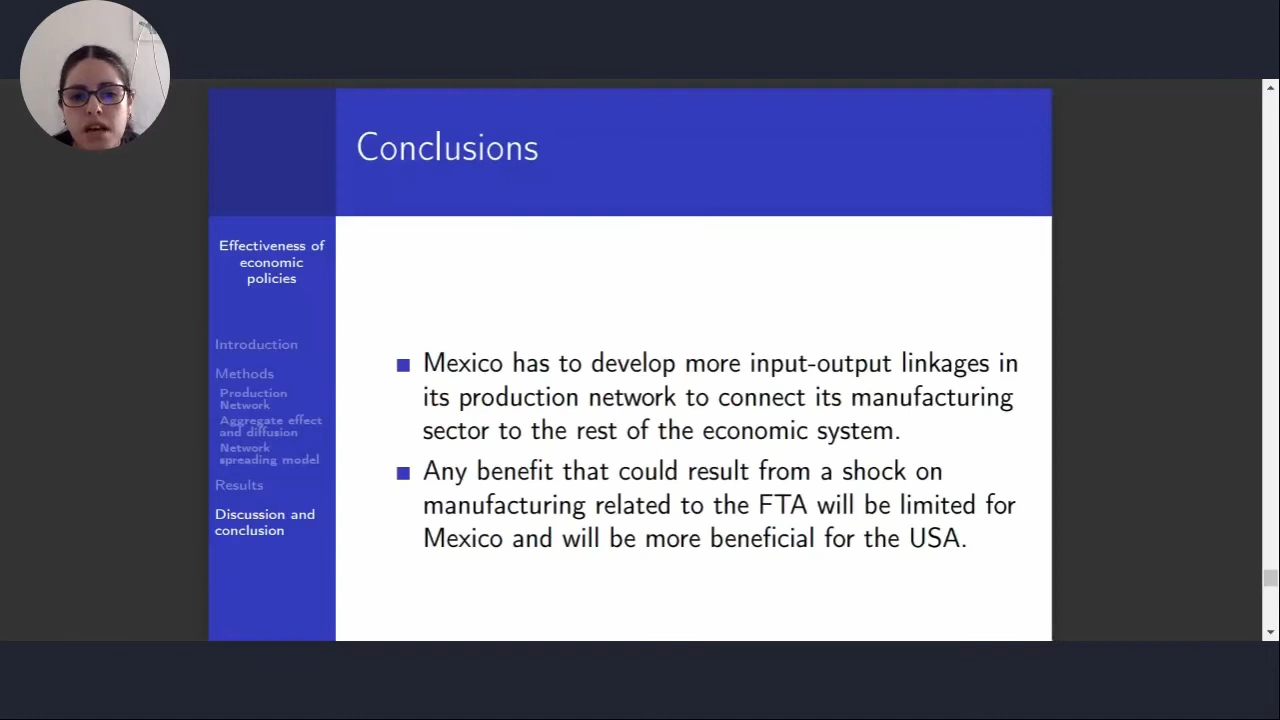 Conclusions
Effectiveness of
economic
policies
Introduction
Methods
Production
Network
Aggregate effect
and diffusion
Network
spreading model
Results
Discussion and
conclusion
Mexico has to develop more input-output linkages in
its production network to connect its manufacturing
sector to the rest of the economic system.
Any benefit that could result from a shock on
manufacturing related to the FTA will be limited for
Mexico and will be more beneficial for the USA.